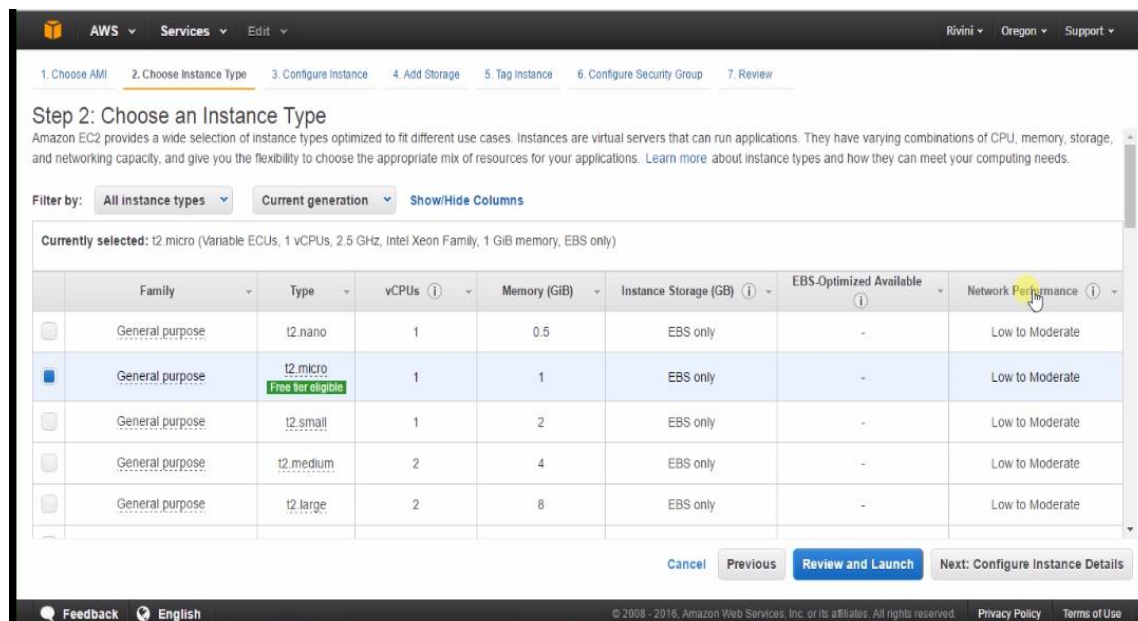 AWS Services Edit Rivini Oregon Support
1. Choose AMI 2. Choose Instance Type 3. Configure Instance 4. Add Storage 5. Tag Instance 6. Configure Security Group 7. Review
Step 2: Choose an Instance Type
Amazon EC2 provides a wide selection of instance types optimized to fit different use cases. Instances are virtual servers that can run applications. They have varying combinations of CPU, memory, storage,
and networking capacity, and give you the flexibility to choose the appropriate mix of resources for your applications. Learn more about instance types and how they can meet your computing needs.
Filter by: All instance types Current generation Show/Hide Columns
Currently selected: t2.micro (Variable ECUs, 1 vCPUs, 2.5 GHz, Intel Xeon Family, 1 GiB memory, EBS only)
Family Type vCPUs i Memory (GiB) Instance Storage (GB) i EBS-Optimized Available i Network Performance i
General purpose t2.nano 1 0.5 EBS only - Low to Moderate
General purpose t2.micro 1 1 EBS only - Low to Moderate
Free tier eligible
General purpose t2.small 1 2 EBS only - Low to Moderate
General purpose t2.medium 2 4 EBS only - Low to Moderate
General purpose t2.large 2 8 EBS only - Low to Moderate
Cancel Previous Review and Launch Next: Configure Instance Details
Feedback English © 2008 - 2016, Amazon Web Services, Inc. or its affiliates. All rights reserved. Privacy Policy Terms of Use